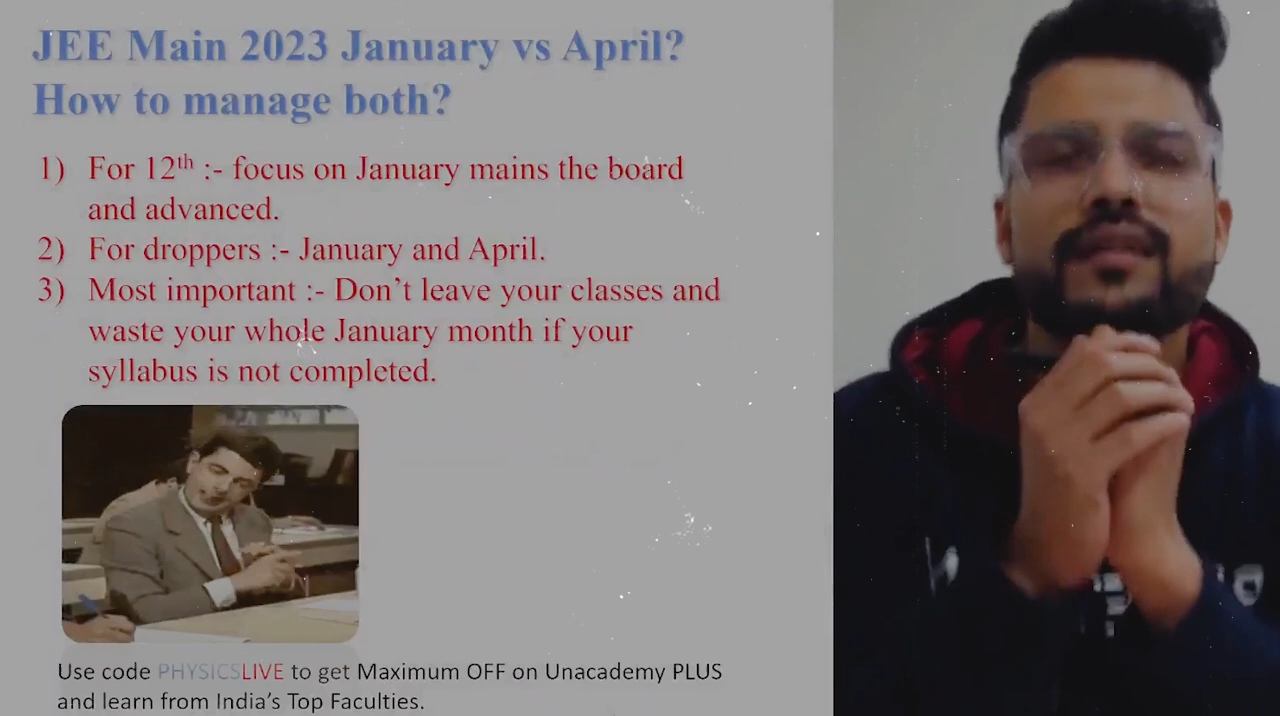 JEE Main 2023 January vs April?
How to manage both?
1) For 12th :- focus on January mains the board
and advanced.
2) For droppers :- January and April.
3) Most important :- Don't leave your classes and
waste your whole January month if your
syllabus is not completed.
Use code PHYSICSLIVE to get Maximum OFF on Unacademy PLUS
and learn from India's Top Faculties.